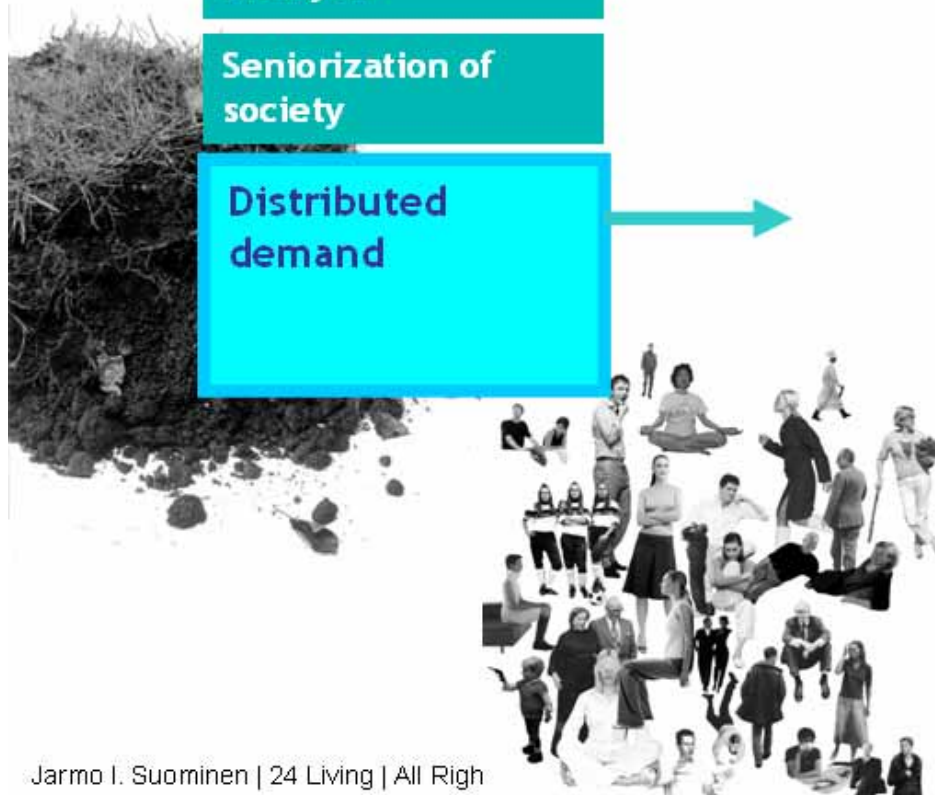 Seniorization of
society
Distributed
demand
Jarmo I. Suominen | 24 Living | All Righ